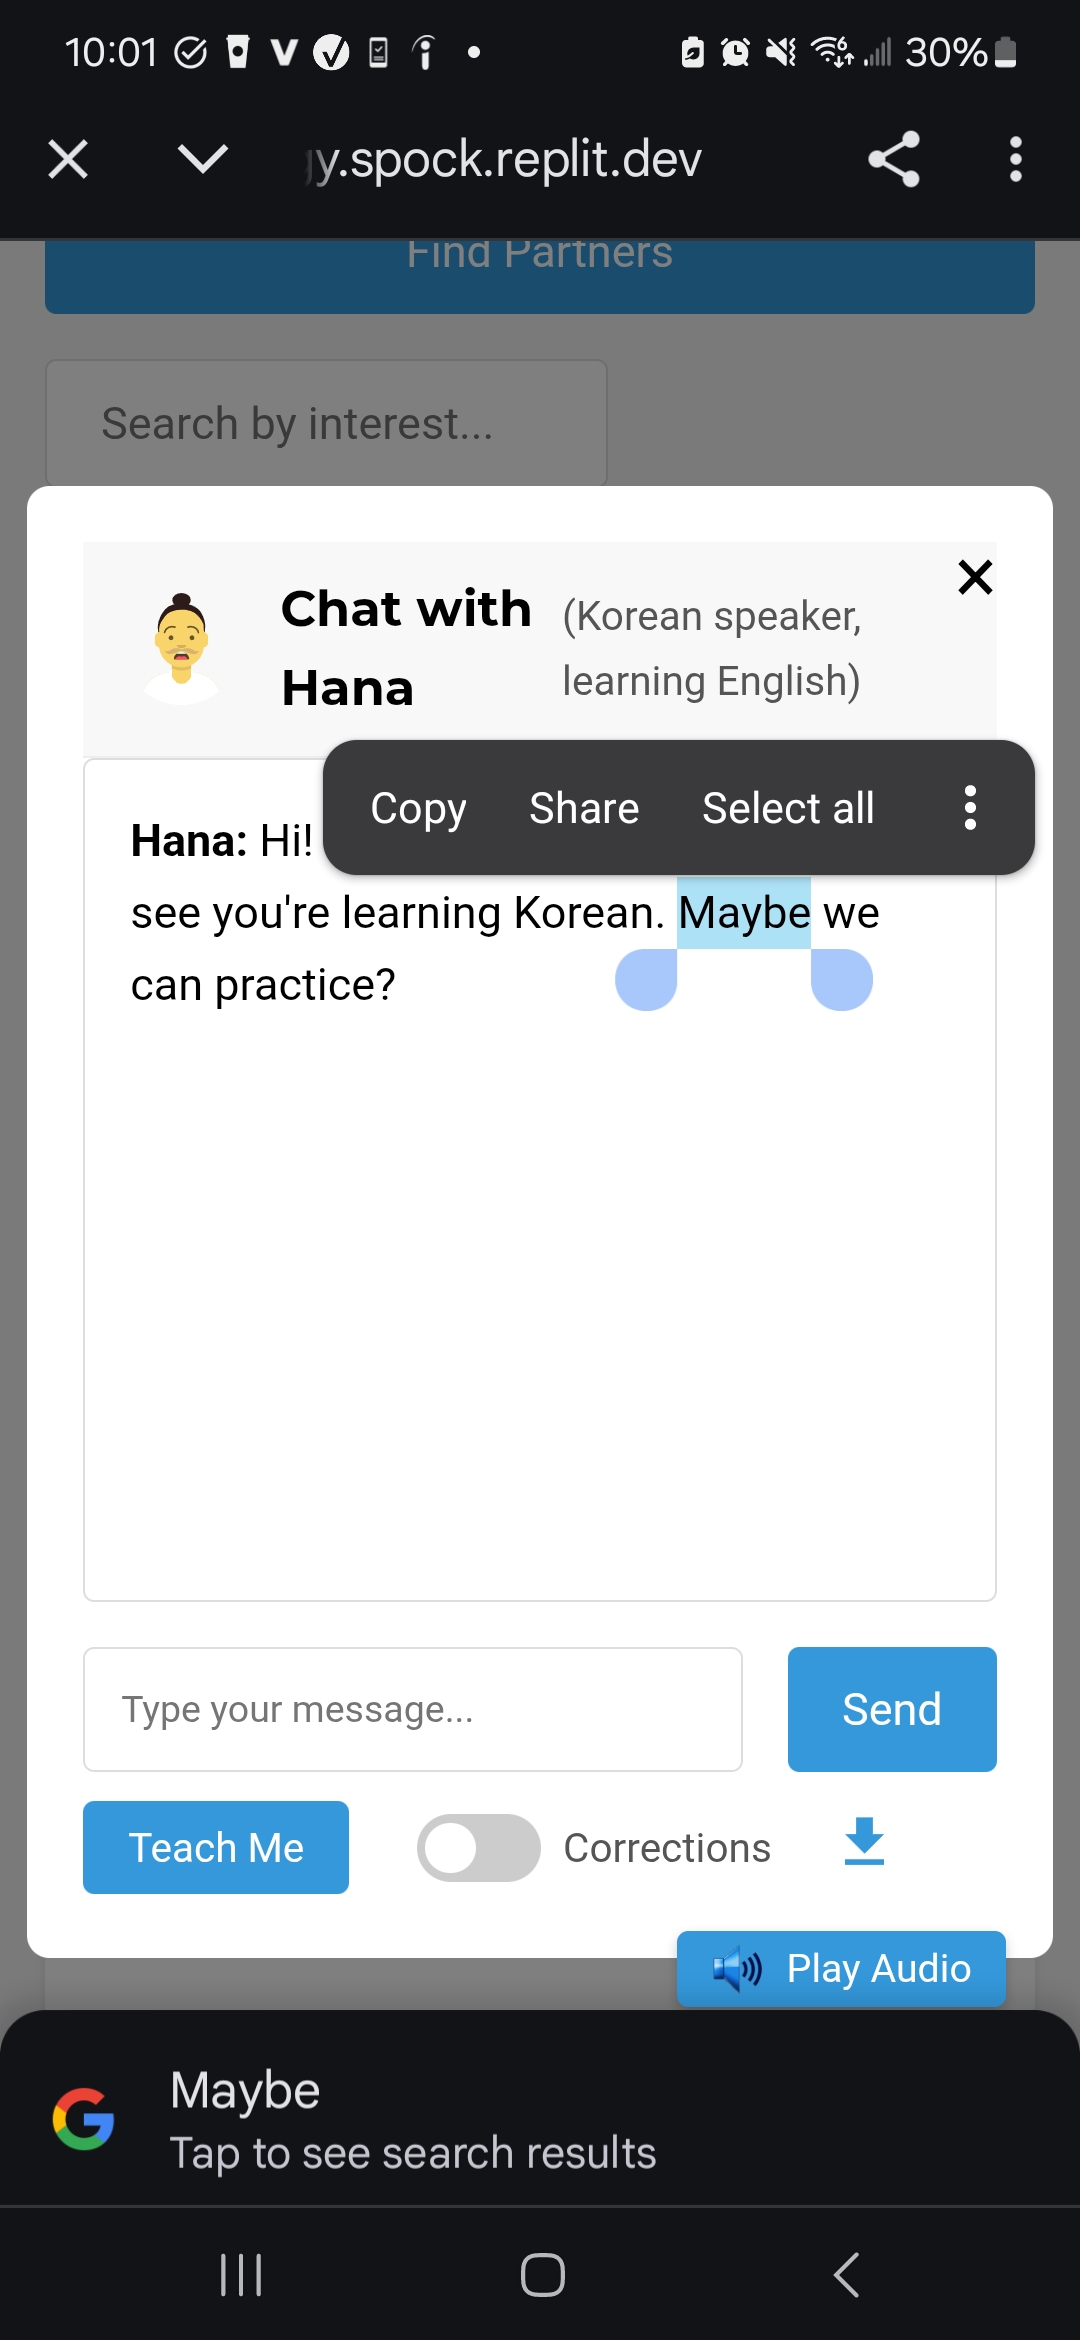 10:01
30%
y.spock.replit.dev
Find Partners
Search by interest...
Chat with
Hana
(Korean speaker,
learning English)
Copy Share Select all
Hana: Hi!
see you're learning Korean. Maybe we
can practice?
Type your message...
Send
Teach Me
Corrections
Play Audio
Maybe
Tap to see search results